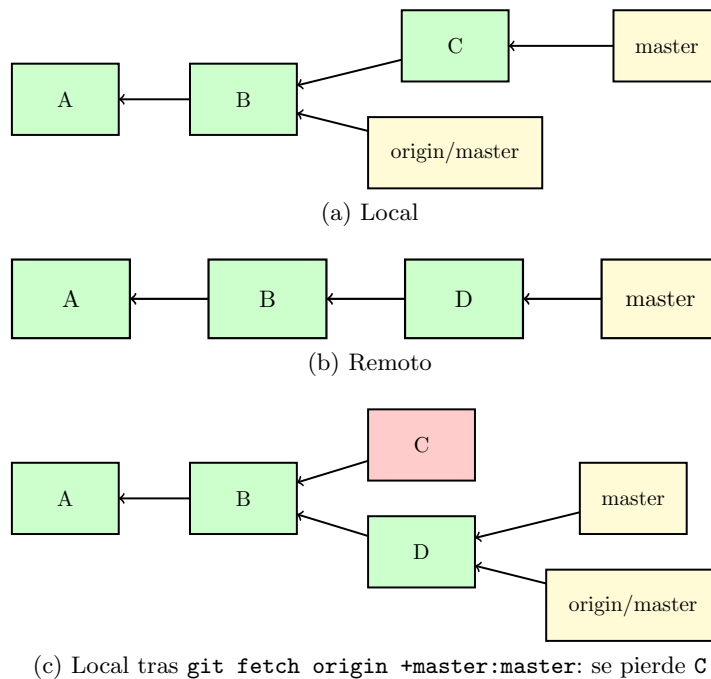 C
master
A
B
origin/master
(a) Local
A
B
D
master
(b) Remoto
C
A
B
master
D
origin/master
(c) Local tras git fetch origin +master:master: se pierde C